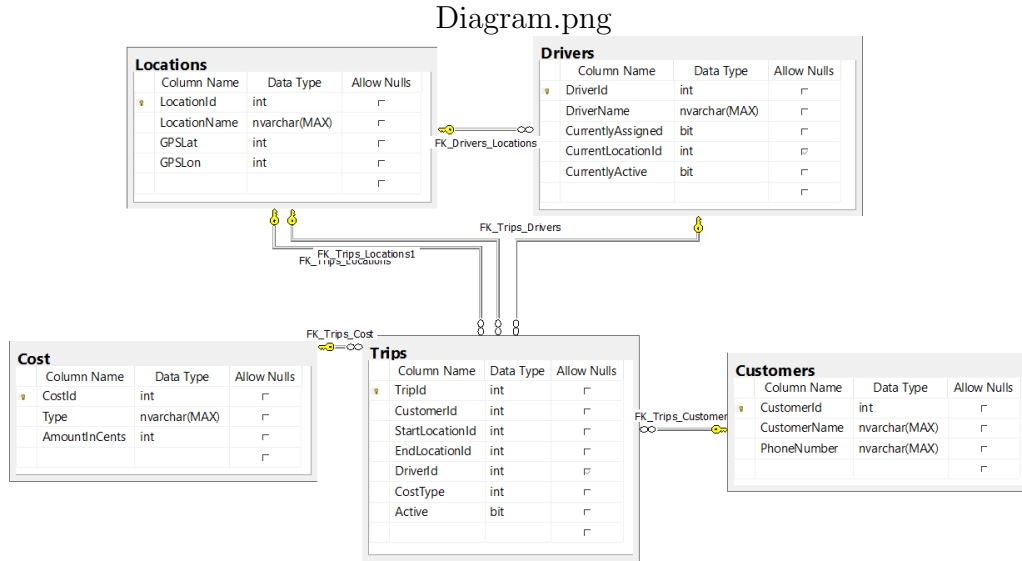 Diagram.png
Locations
Column Name Data Type Allow Nulls
LocationId int
LocationName nvarchar(MAX)
GPSLat int
GPSLon int
Drivers
Column Name Data Type Allow Nulls
DriverId int
DriverName nvarchar(MAX)
CurrentlyAssigned bit
CurrentLocationId int
CurrentlyActive bit
FK_Drivers_Locations
FK_Trips_Drivers
FK_Trips_Locations1
FK_Trips_Locations
FK_Trips_Cost
Cost
Column Name Data Type Allow Nulls
CostId int
Type nvarchar(MAX)
AmountInCents int
Trips
Column Name Data Type Allow Nulls
TripId int
CustomerId int
StartLocationId int
EndLocationId int
DriverId int
CostType int
Active bit
FK_Trips_Customer
Customers
Column Name Data Type Allow Nulls
CustomerId int
CustomerName nvarchar(MAX)
PhoneNumber nvarchar(MAX)